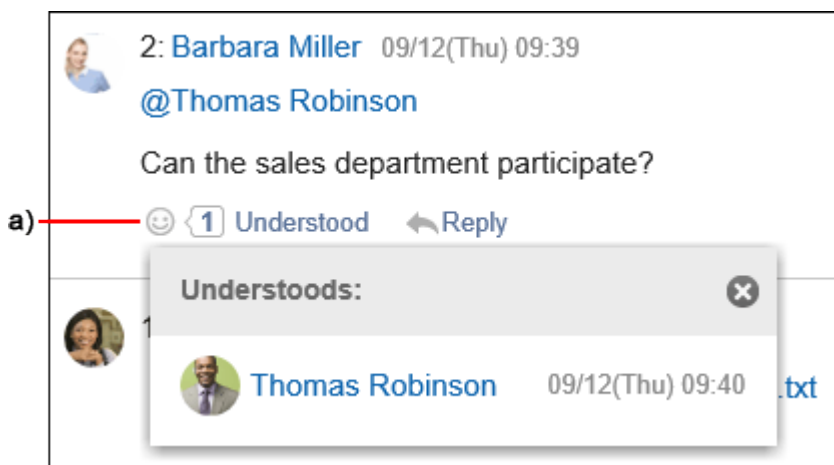 2: Barbara Miller 09/12(Thu) 09:39
@Thomas Robinson
Can the sales department participate?
a) 1 Understood Reply
Understoods:
1
Thomas Robinson 09/12(Thu) 09:40 .txt